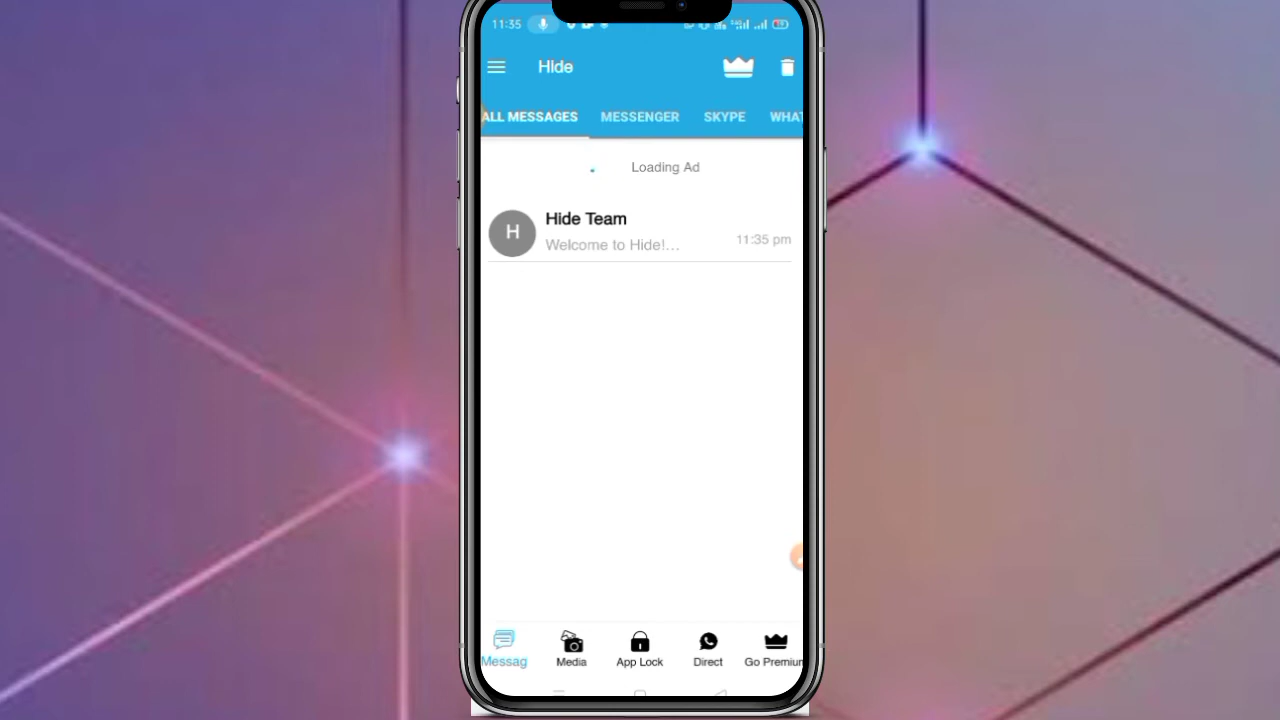 11:35
Hide
ALL MESSAGES MESSENGER SKYPE WHAT
Loading Ad
H
Hide Team
Welcome to Hide!...
11:35 pm
Messag Media App Lock Direct Go Premium